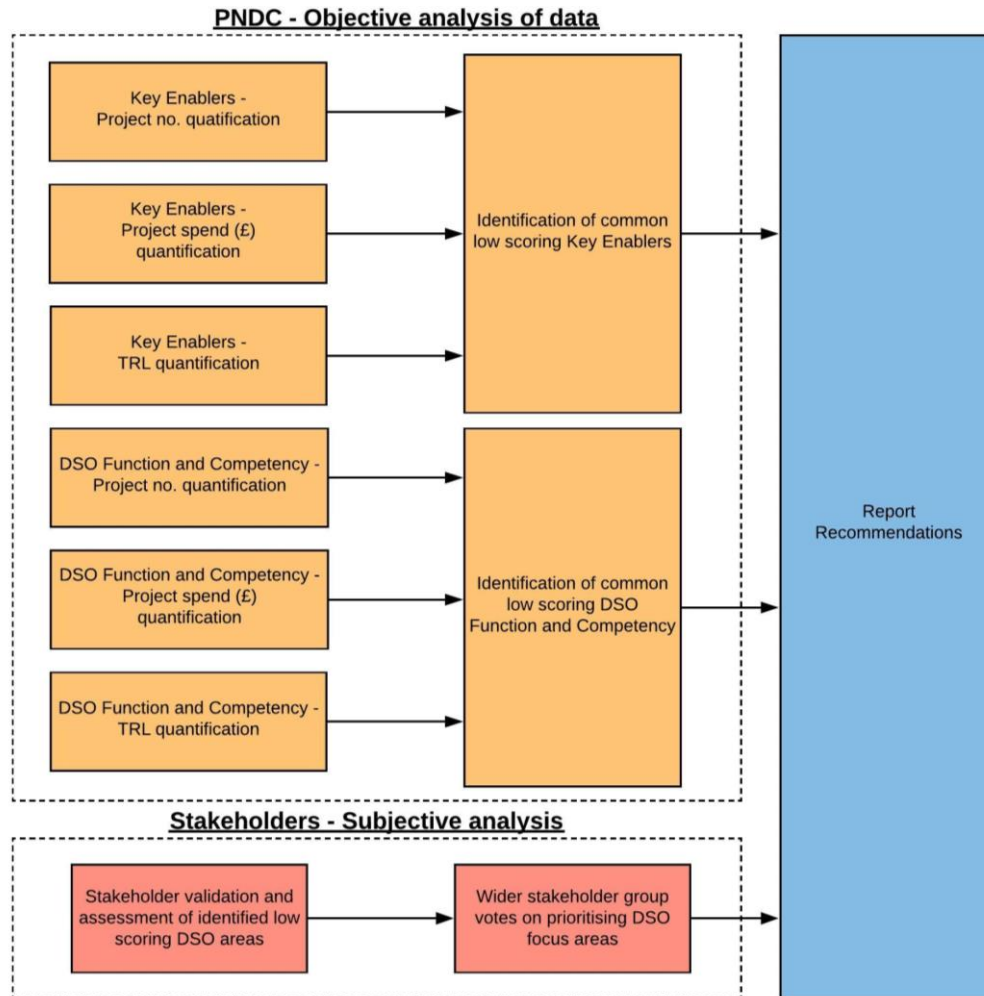 PNDC - Objective analysis of data
Key Enablers -
Project no. quatification
Key Enablers -
Project spend (£)
quantification
Key Enablers -
TRL quantification
Identification of common
low scoring Key Enablers
DSO Function and Competency -
Project no. quantification
DSO Function and Competency -
Project spend (£)
quantification
DSO Function and Competency -
TRL quantification
Identification of common
low scoring DSO
Function and Competency
Report
Recommendations
Stakeholders - Subjective analysis
Stakeholder validation and
assessment of identified low
scoring DSO areas
Wider stakeholder group
votes on prioritising DSO
focus areas